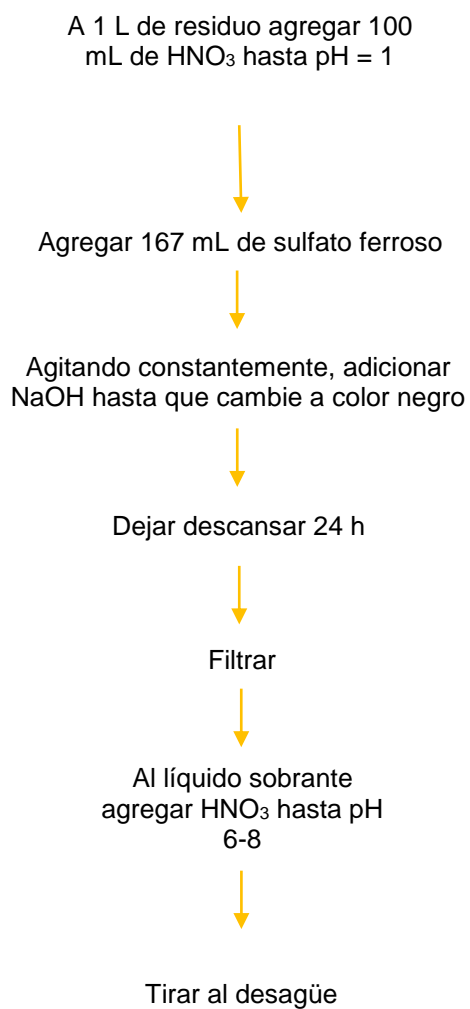 A 1 L de residuo agregar 100
mL de HNO₃ hasta pH = 1
Agregar 167 mL de sulfato ferroso
Agitando constantemente, adicionar
NaOH hasta que cambie a color negro
Dejar descansar 24 h
Filtrar
Al líquido sobrante
agregar HNO₃ hasta pH
6-8
Tirar al desagüe